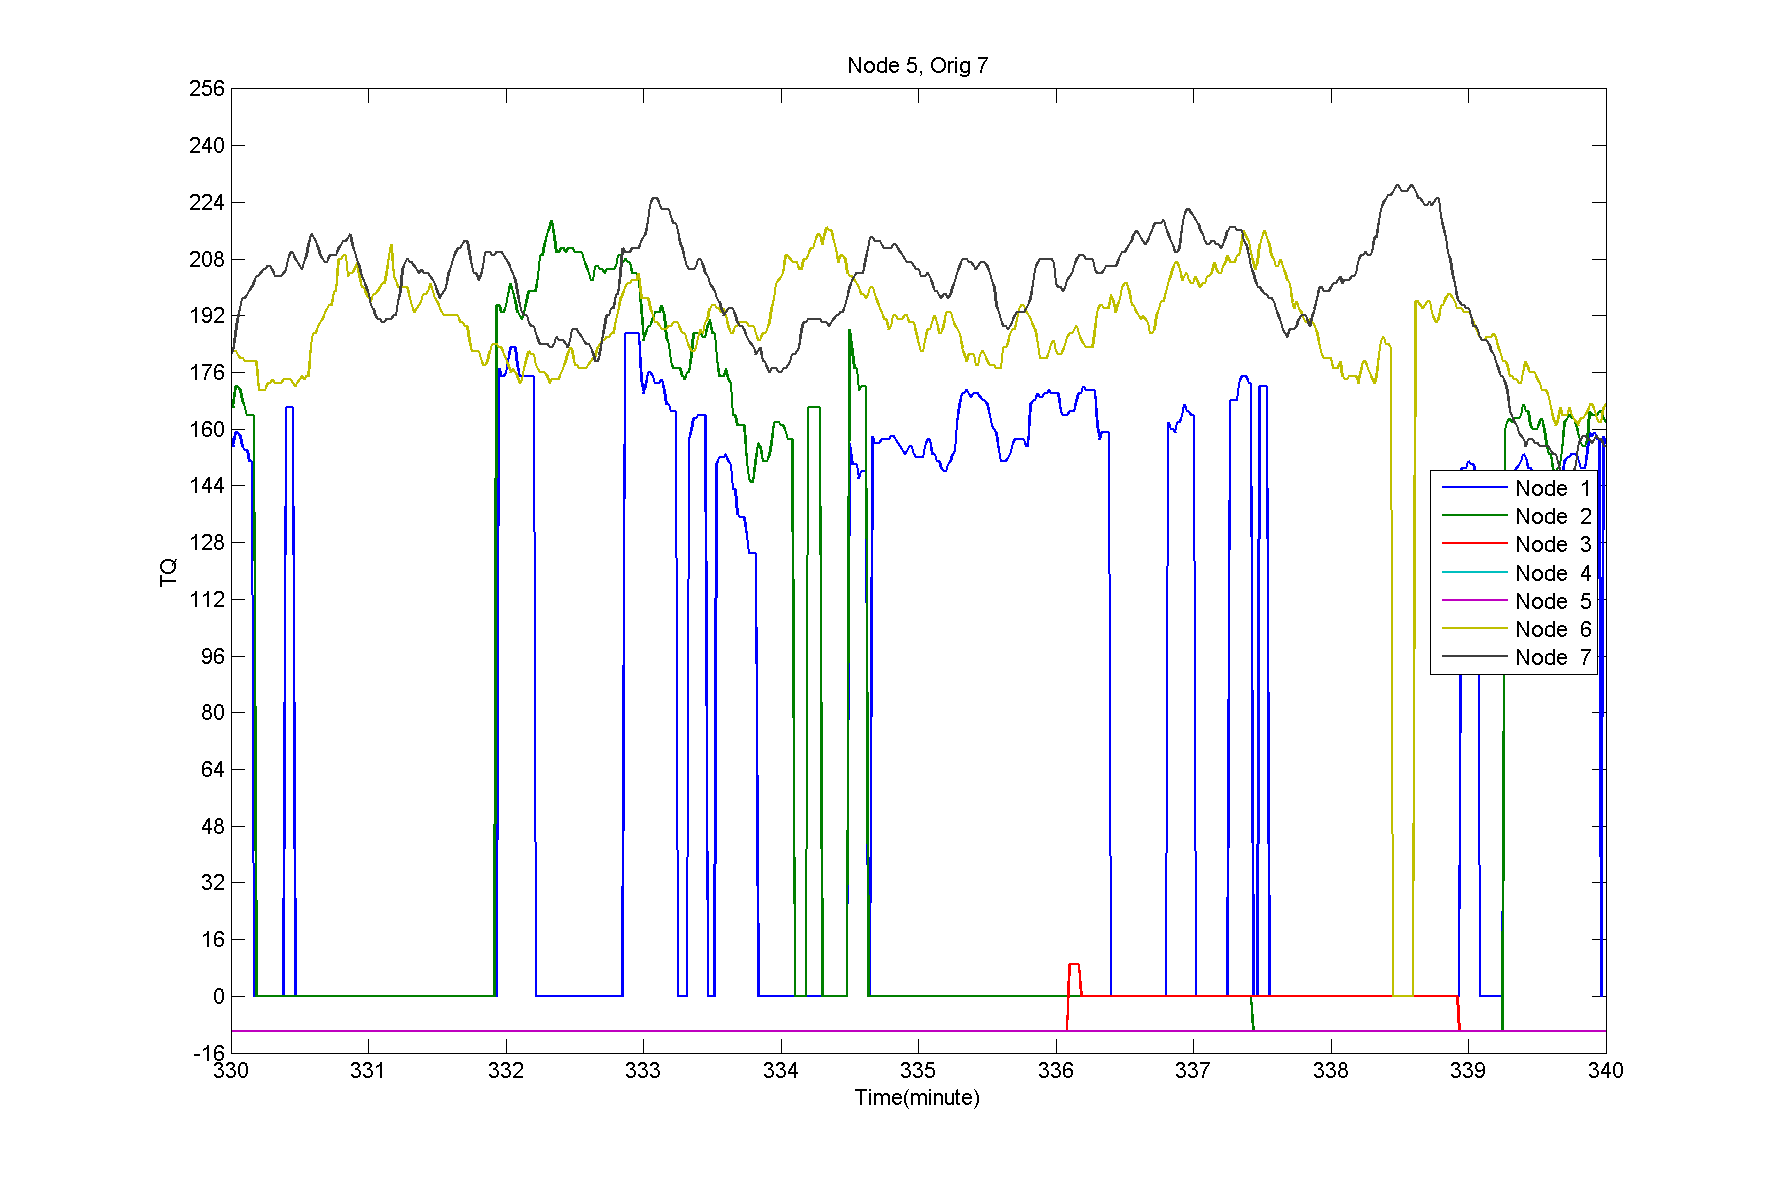 Node 5, Orig 7
256
240
224
208
192
176
160
144
128
112
96
80
64
48
32
16
0
-16
TQ
330 331 332 333 334 335 336 337 338 339 340
Time(minute)
Node 1
Node 2
Node 3
Node 4
Node 5
Node 6
Node 7